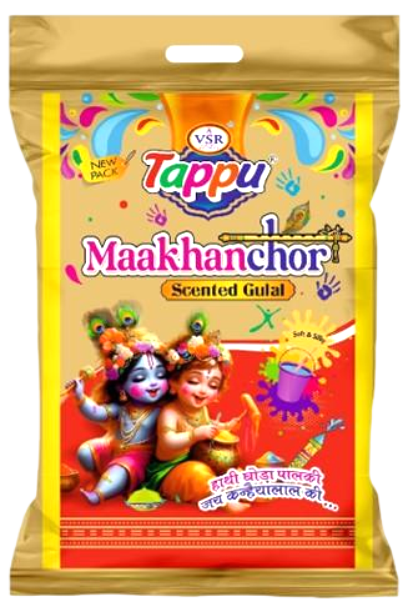 A
VSR
NEW
PACK
Tappu®
Maakhanchor
Scented Gulal
Soft & Silky
हाथी घोड़ा पालकी
जय कन्हैयालाल की...